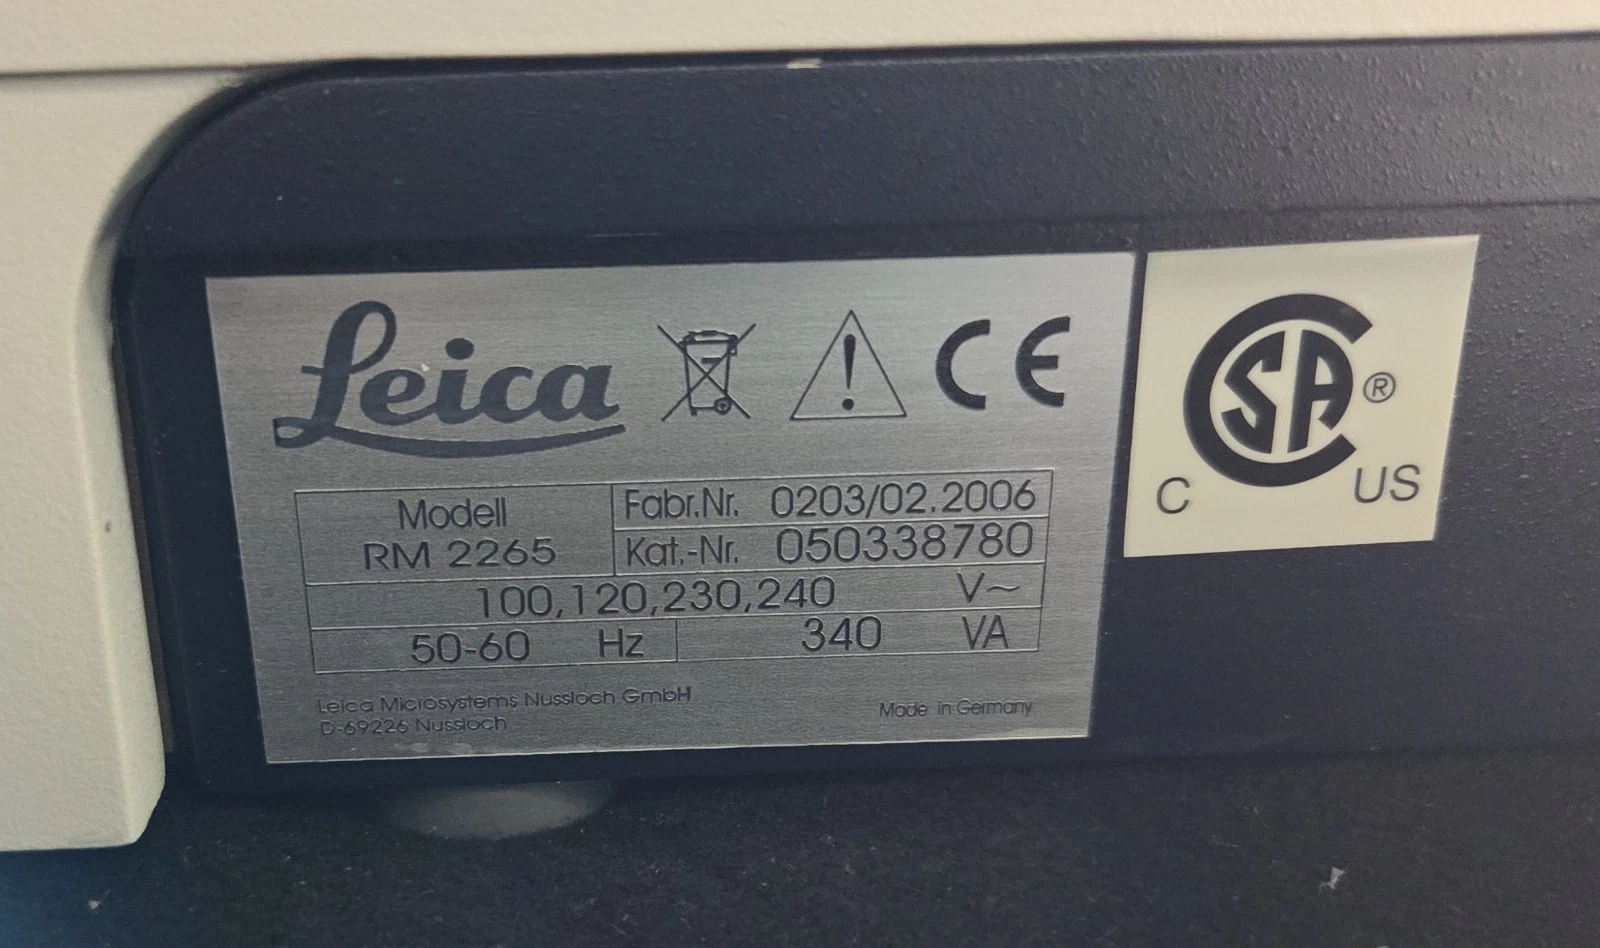 Leica CE
Modell
RM 2265
Fabr.Nr. 0203/02.2006
Kat.-Nr. 050338780
100,120,230,240 V~
50-60 Hz 340 VA
Leica Microsystems Nussloch GmbH
D-69226 Nussloch
Made in Germany
CSA ®
C US